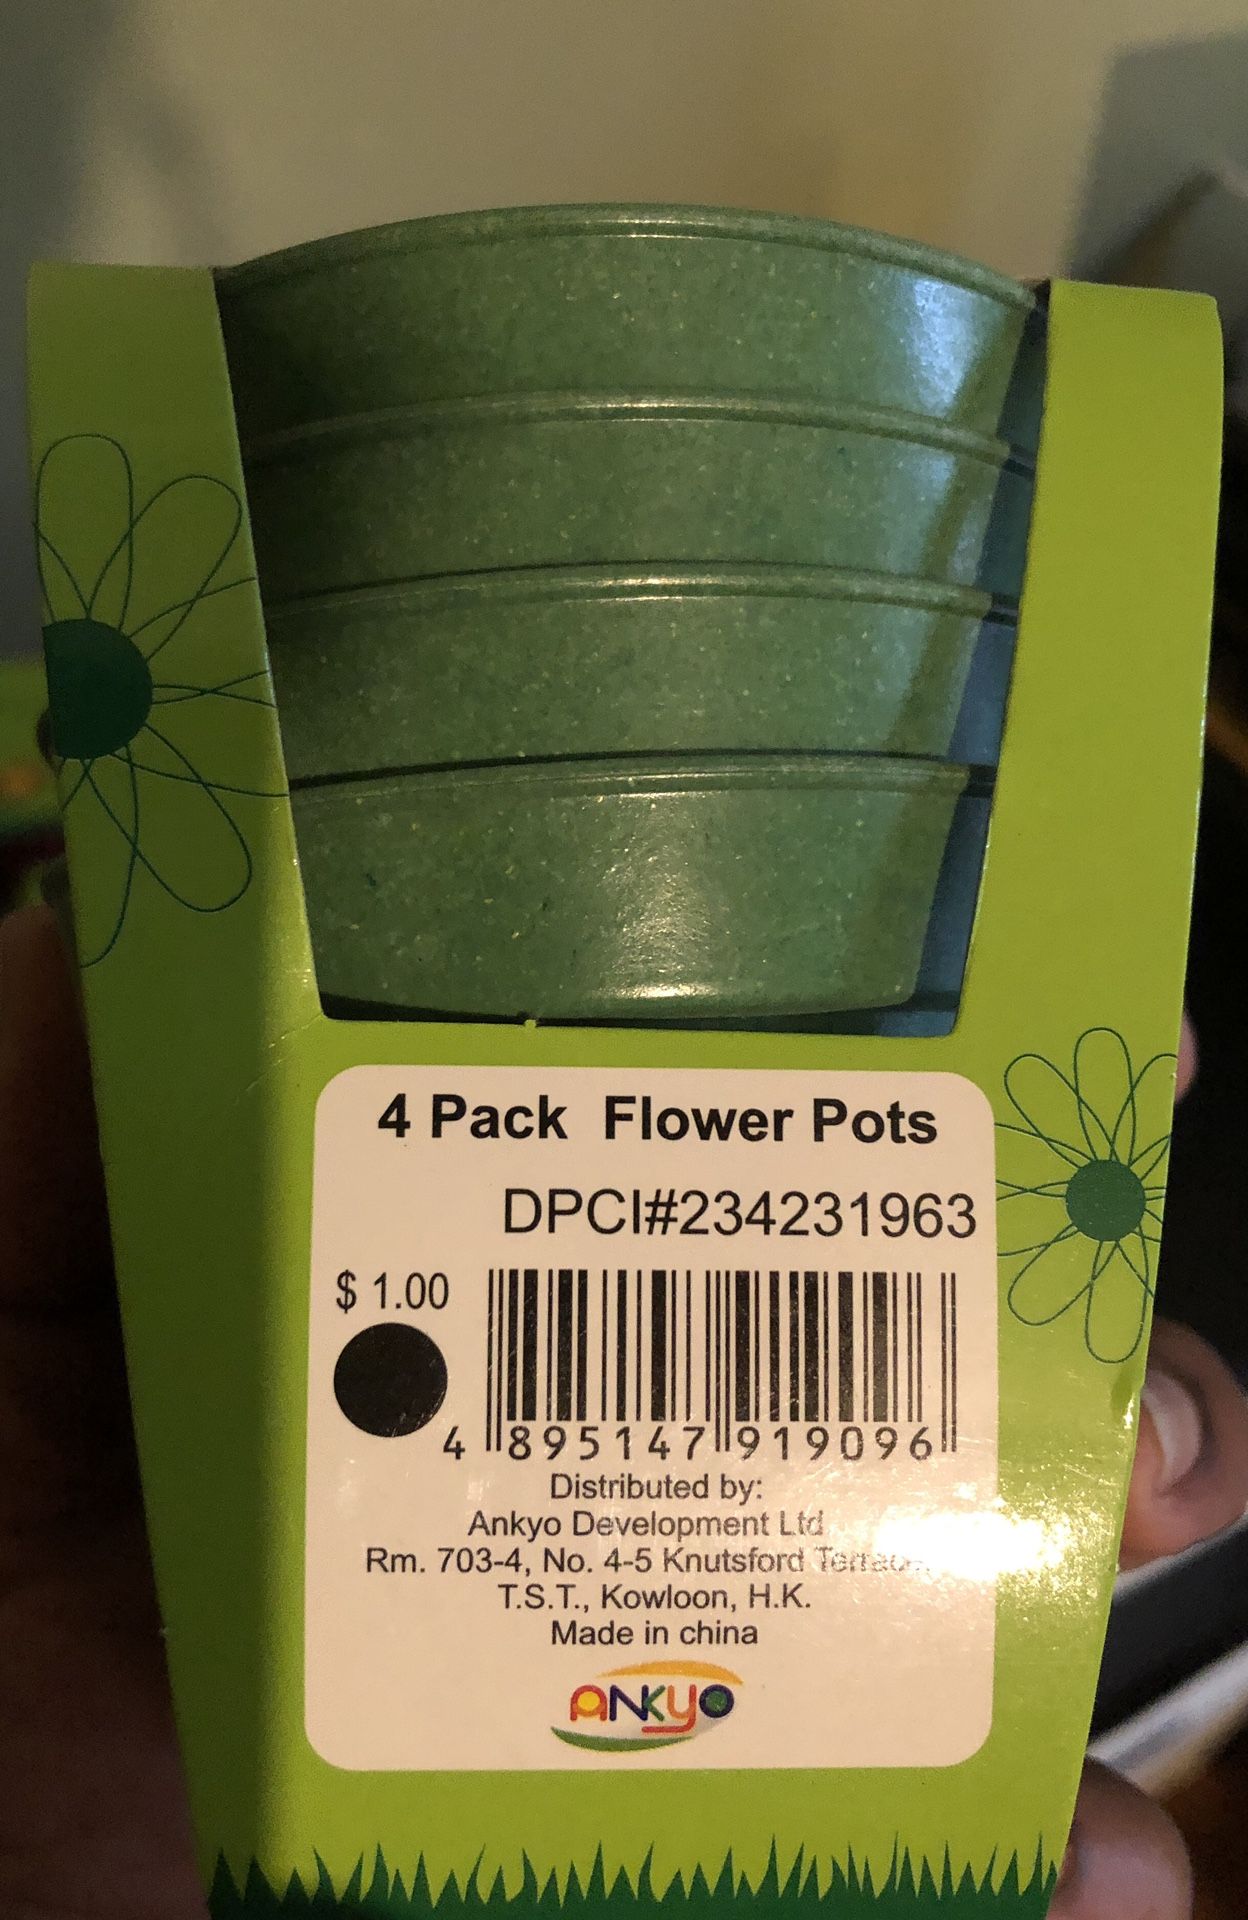 4 Pack Flower Pots
DPCI#234231963
$ 1.00
4 895147 919096
Distributed by:
Ankyo Development Ltd
Rm. 703-4, No. 4-5 Knutsford Terrace,
T.S.T., Kowloon, H.K.
Made in china
ANKYO